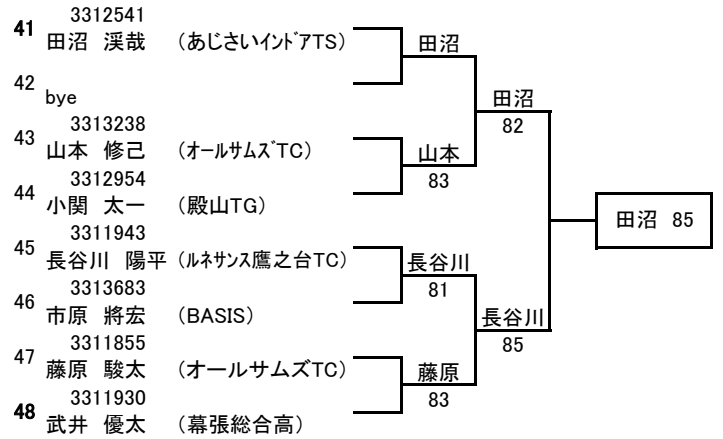 3312541
41 田沼 渓哉 （あじさいインドアTS）
田沼
42 bye
田沼
82
3313238
43 山本 修己 （オールサムズTC）
山本
83
3312954
44 小関 太一 （殿山TG）
田沼 85
3311943
45 長谷川 陽平 （ルネサンス鷹之台TC）
長谷川
81
3313683
46 市原 將宏 （BASIS）
長谷川
85
3311855
47 藤原 駿太 （オールサムズTC）
藤原
83
3311930
48 武井 優太 （幕張総合高）